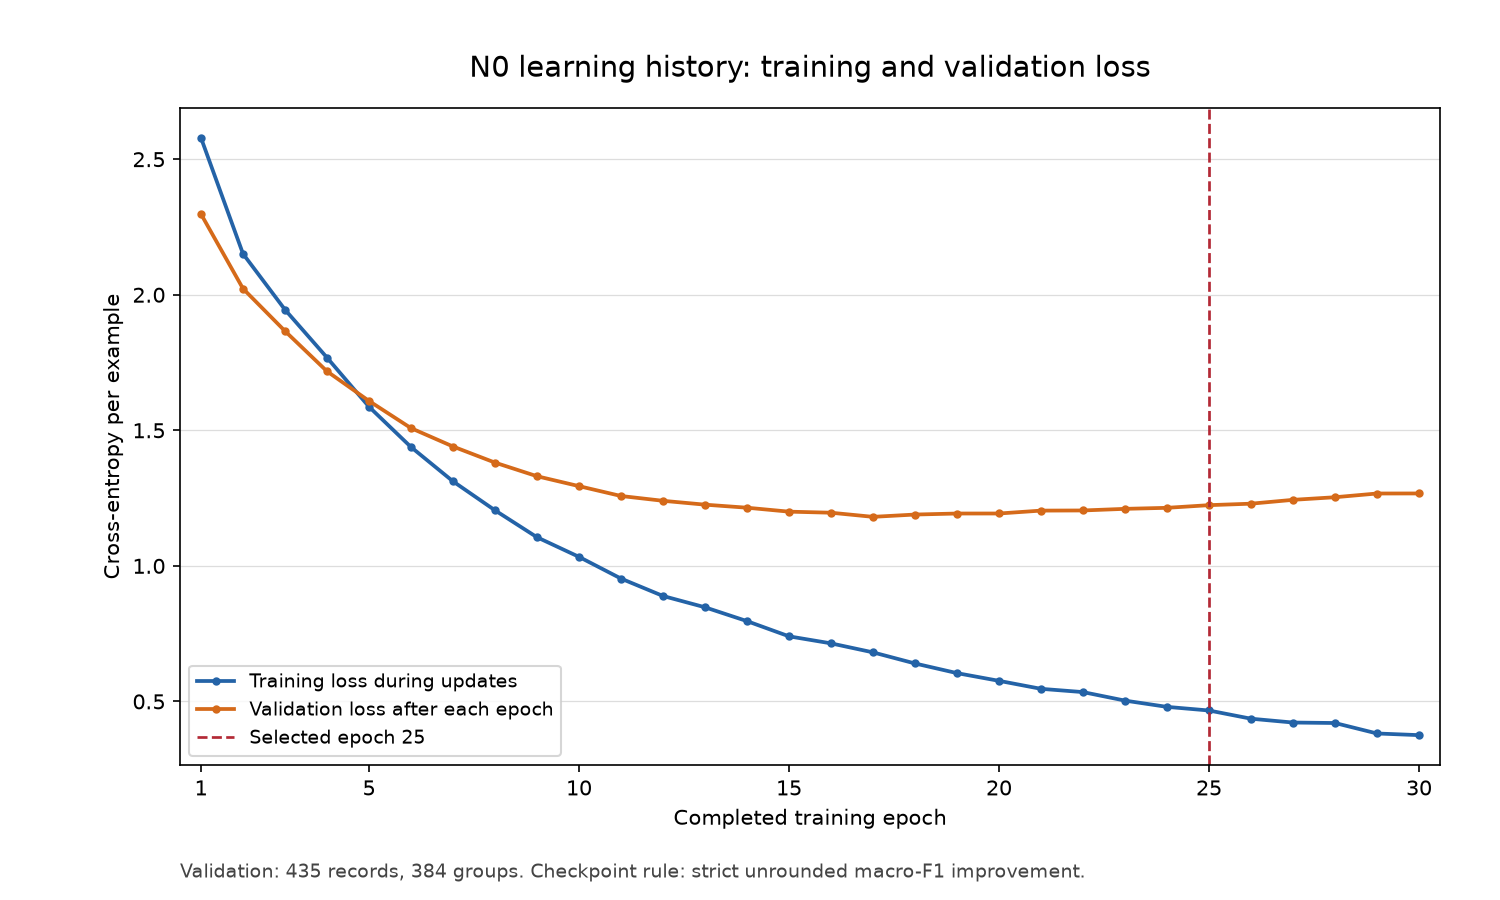 N0 learning history: training and validation loss
Cross-entropy per example
2.5
2.0
1.5
1.0
0.5
Training loss during updates
Validation loss after each epoch
Selected epoch 25
1 5 10 15 20 25 30
Completed training epoch
Validation: 435 records, 384 groups. Checkpoint rule: strict unrounded macro-F1 improvement.